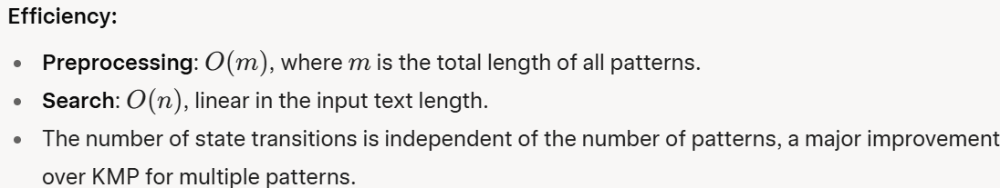 Efficiency:
• Preprocessing: O(m), where m is the total length of all patterns.
• Search: O(n), linear in the input text length.
• The number of state transitions is independent of the number of patterns, a major improvement
over KMP for multiple patterns.